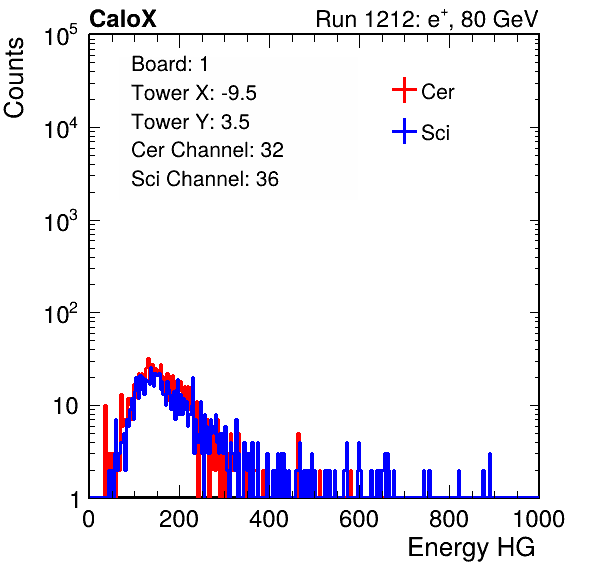 CaloX Run 1212: e⁺, 80 GeV
Counts
10⁵
10⁴
10³
10²
10
1
Board: 1
Tower X: -9.5
Tower Y: 3.5
Cer Channel: 32
Sci Channel: 36
Cer
Sci
0 200 400 600 800 1000
Energy HG